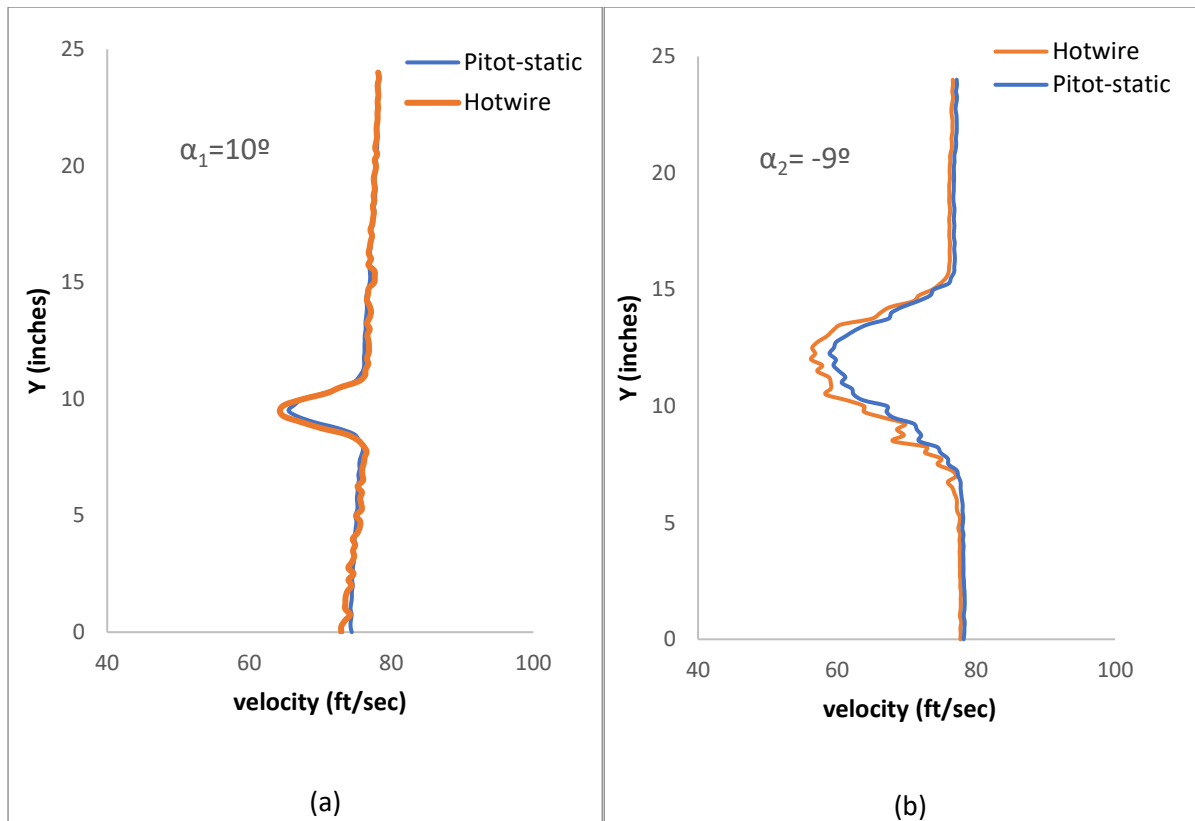 25
20
15
10
5
0
Y (inches)
40
60
80
100
velocity (ft/sec)
Pitot-static
Hotwire
α₁=10º
(a)
25
20
15
10
5
0
Y (inches)
40
60
80
100
velocity (ft/sec)
Hotwire
Pitot-static
α₂= -9º
(b)